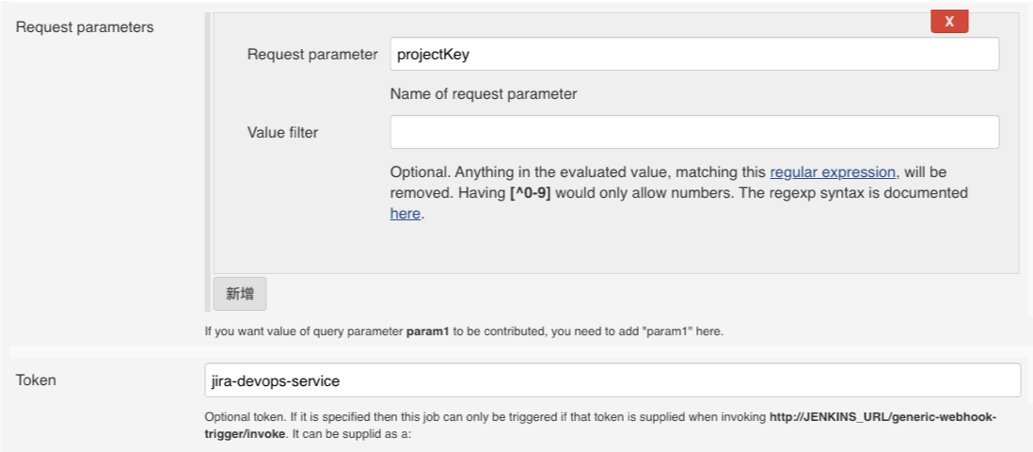 Request parameters
X
Request parameter projectKey
Name of request parameter
Value filter
Optional. Anything in the evaluated value, matching this regular expression, will be
removed. Having [^0-9] would only allow numbers. The regexp syntax is documented
here.
新增
If you want value of query parameter param1 to be contributed, you need to add "param1" here.
Token jira-devops-service
Optional token. If it is specified then this job can only be triggered if that token is supplied when invoking http://JENKINS_URL/generic-webhook-
trigger/invoke. It can be supplid as a: